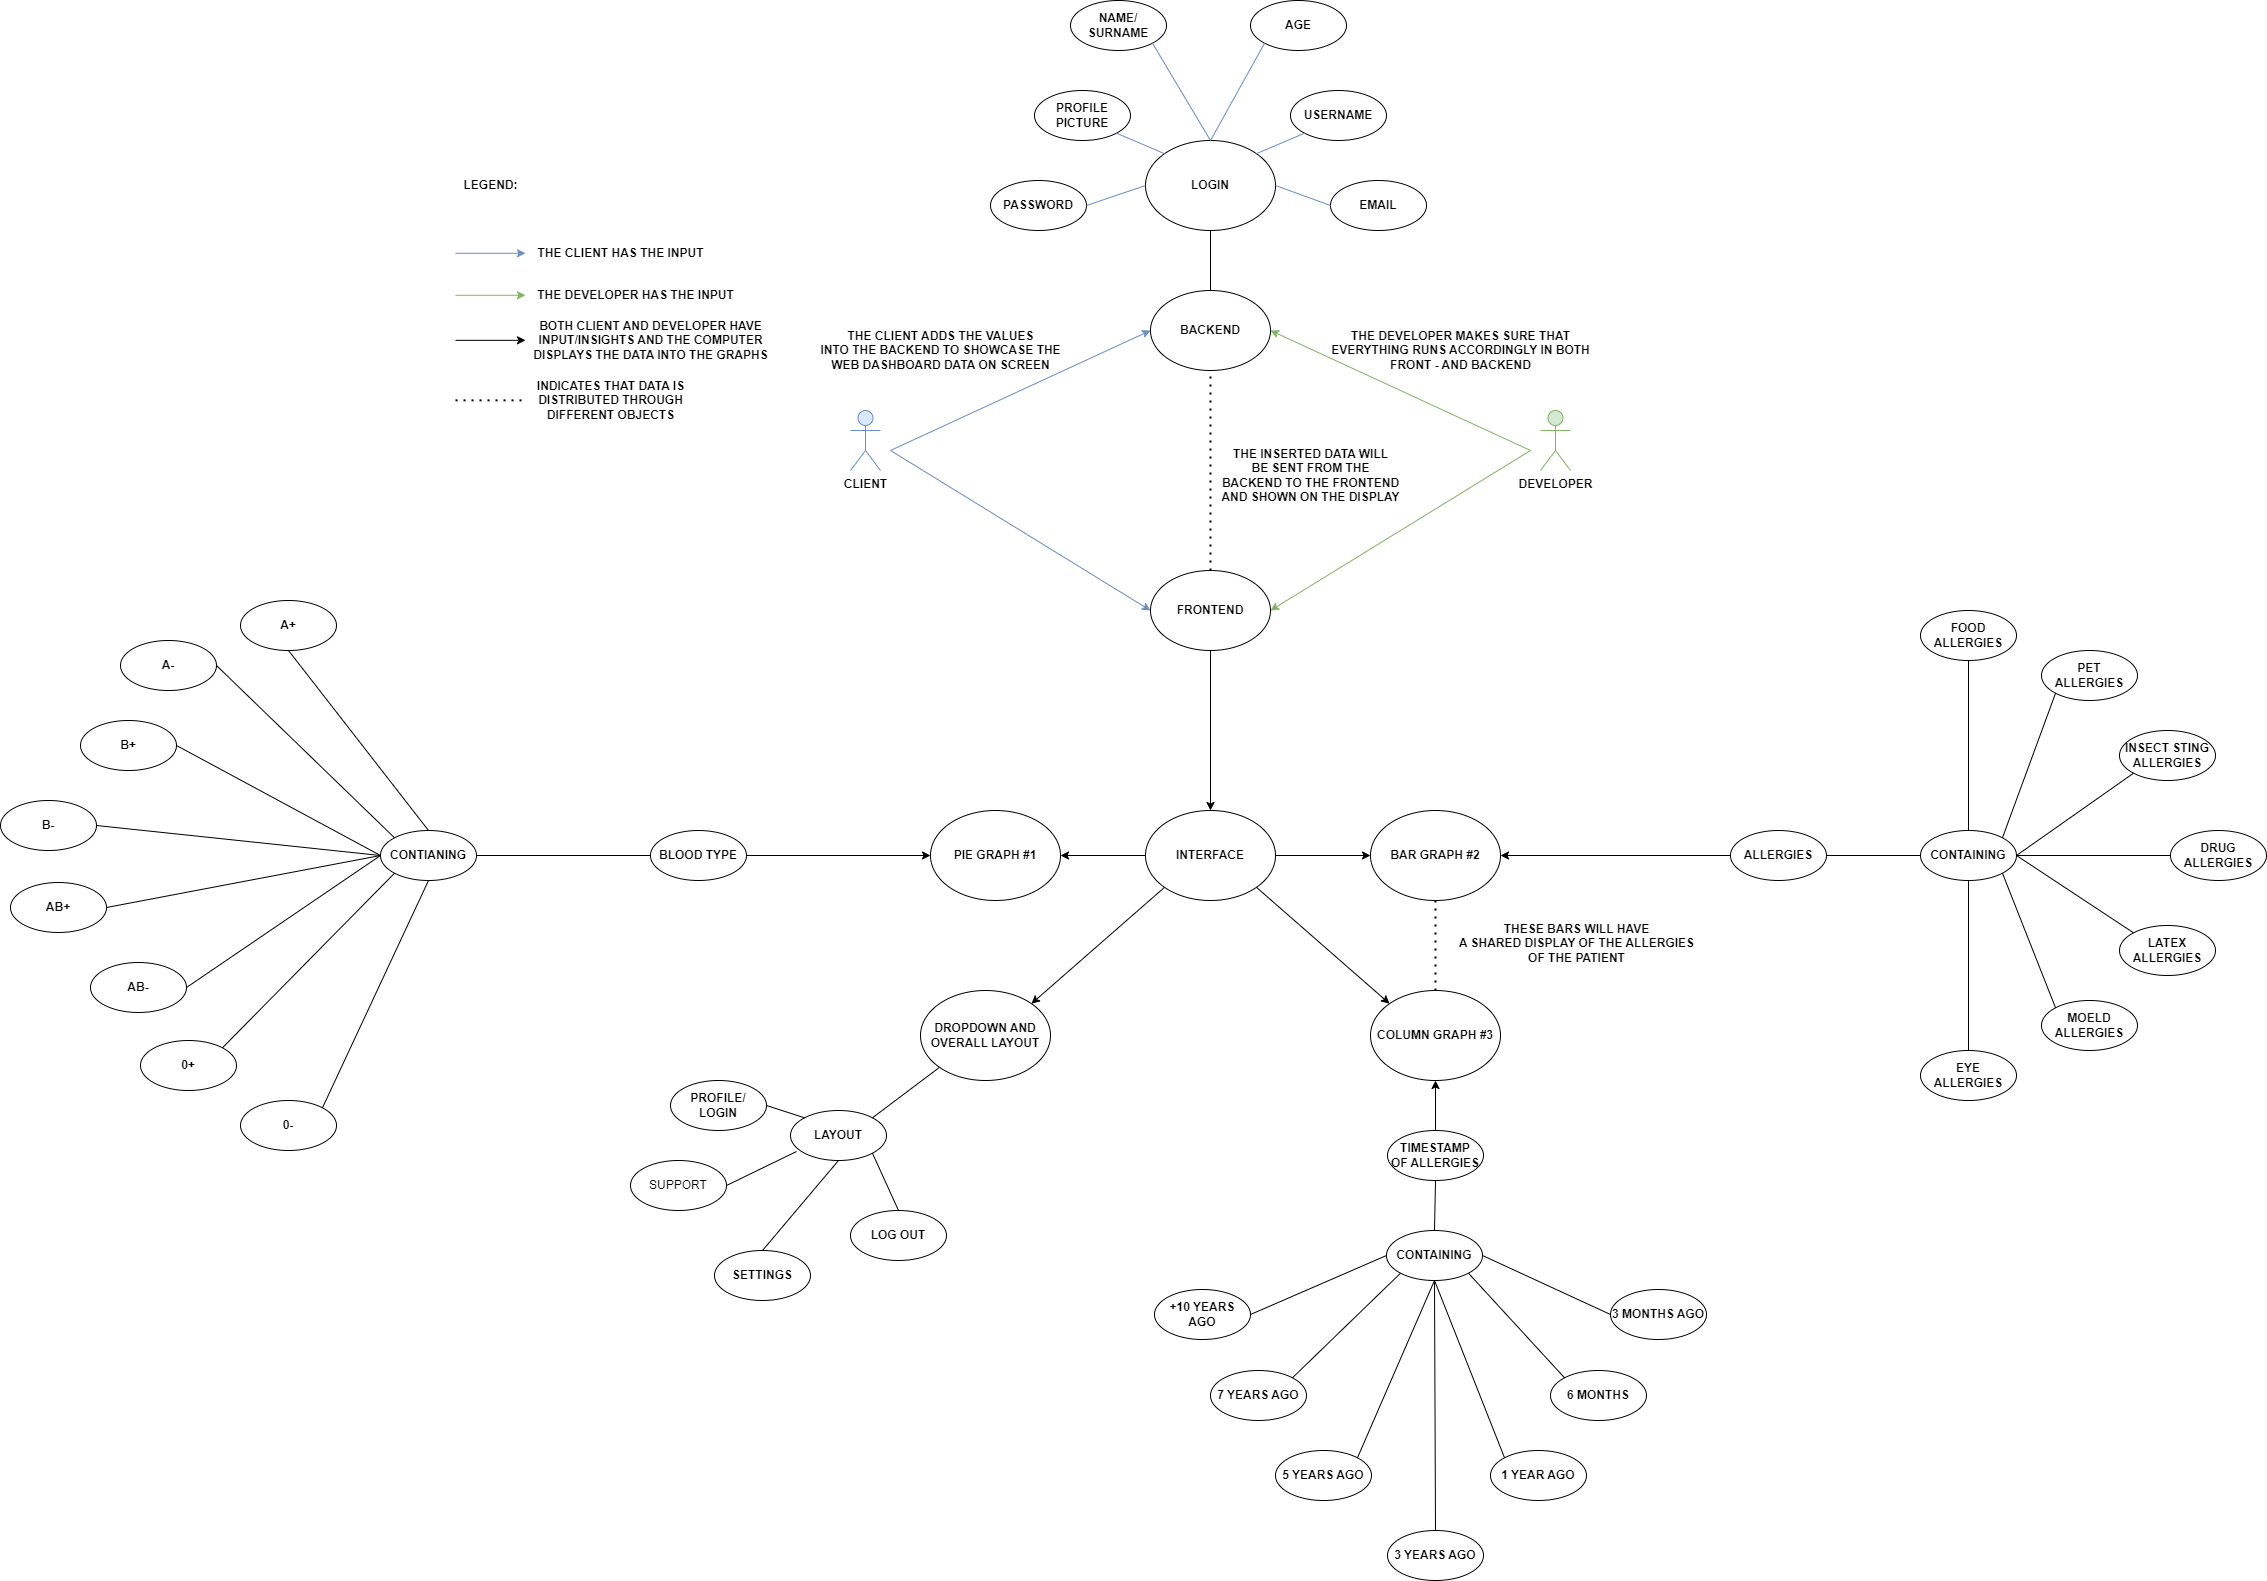 NAME/
SURNAME
AGE
PROFILE
PICTURE
USERNAME
LOGIN
PASSWORD
EMAIL
LEGEND:
THE CLIENT HAS THE INPUT
THE DEVELOPER HAS THE INPUT
BOTH CLIENT AND DEVELOPER HAVE
INPUT/INSIGHTS AND THE COMPUTER
DISPLAYS THE DATA INTO THE GRAPHS
INDICATES THAT DATA IS
DISTRIBUTED THROUGH
DIFFERENT OBJECTS
BACKEND
THE CLIENT ADDS THE VALUES
INTO THE BACKEND TO SHOWCASE THE
WEB DASHBOARD DATA ON SCREEN
THE DEVELOPER MAKES SURE THAT
EVERYTHING RUNS ACCORDINGLY IN BOTH
FRONT - AND BACKEND
CLIENT
THE INSERTED DATA WILL
BE SENT FROM THE
BACKEND TO THE FRONTEND
AND SHOWN ON THE DISPLAY
DEVELOPER
FRONTEND
A+
A-
B+
B-
AB+
AB-
0+
0-
CONTIANING
BLOOD TYPE
PIE GRAPH #1
INTERFACE
BAR GRAPH #2
ALLERGIES
CONTAINING
FOOD
ALLERGIES
PET
ALLERGIES
INSECT STING
ALLERGIES
DRUG
ALLERGIES
LATEX
ALLERGIES
MOELD
ALLERGIES
EYE
ALLERGIES
THESE BARS WILL HAVE
A SHARED DISPLAY OF THE ALLERGIES
OF THE PATIENT
DROPDOWN AND
OVERALL LAYOUT
COLUMN GRAPH #3
PROFILE/
LOGIN
LAYOUT
SUPPORT
SETTINGS
LOG OUT
TIMESTAMP
OF ALLERGIES
CONTAINING
+10 YEARS
AGO
3 MONTHS AGO
7 YEARS AGO
6 MONTHS
5 YEARS AGO
1 YEAR AGO
3 YEARS AGO